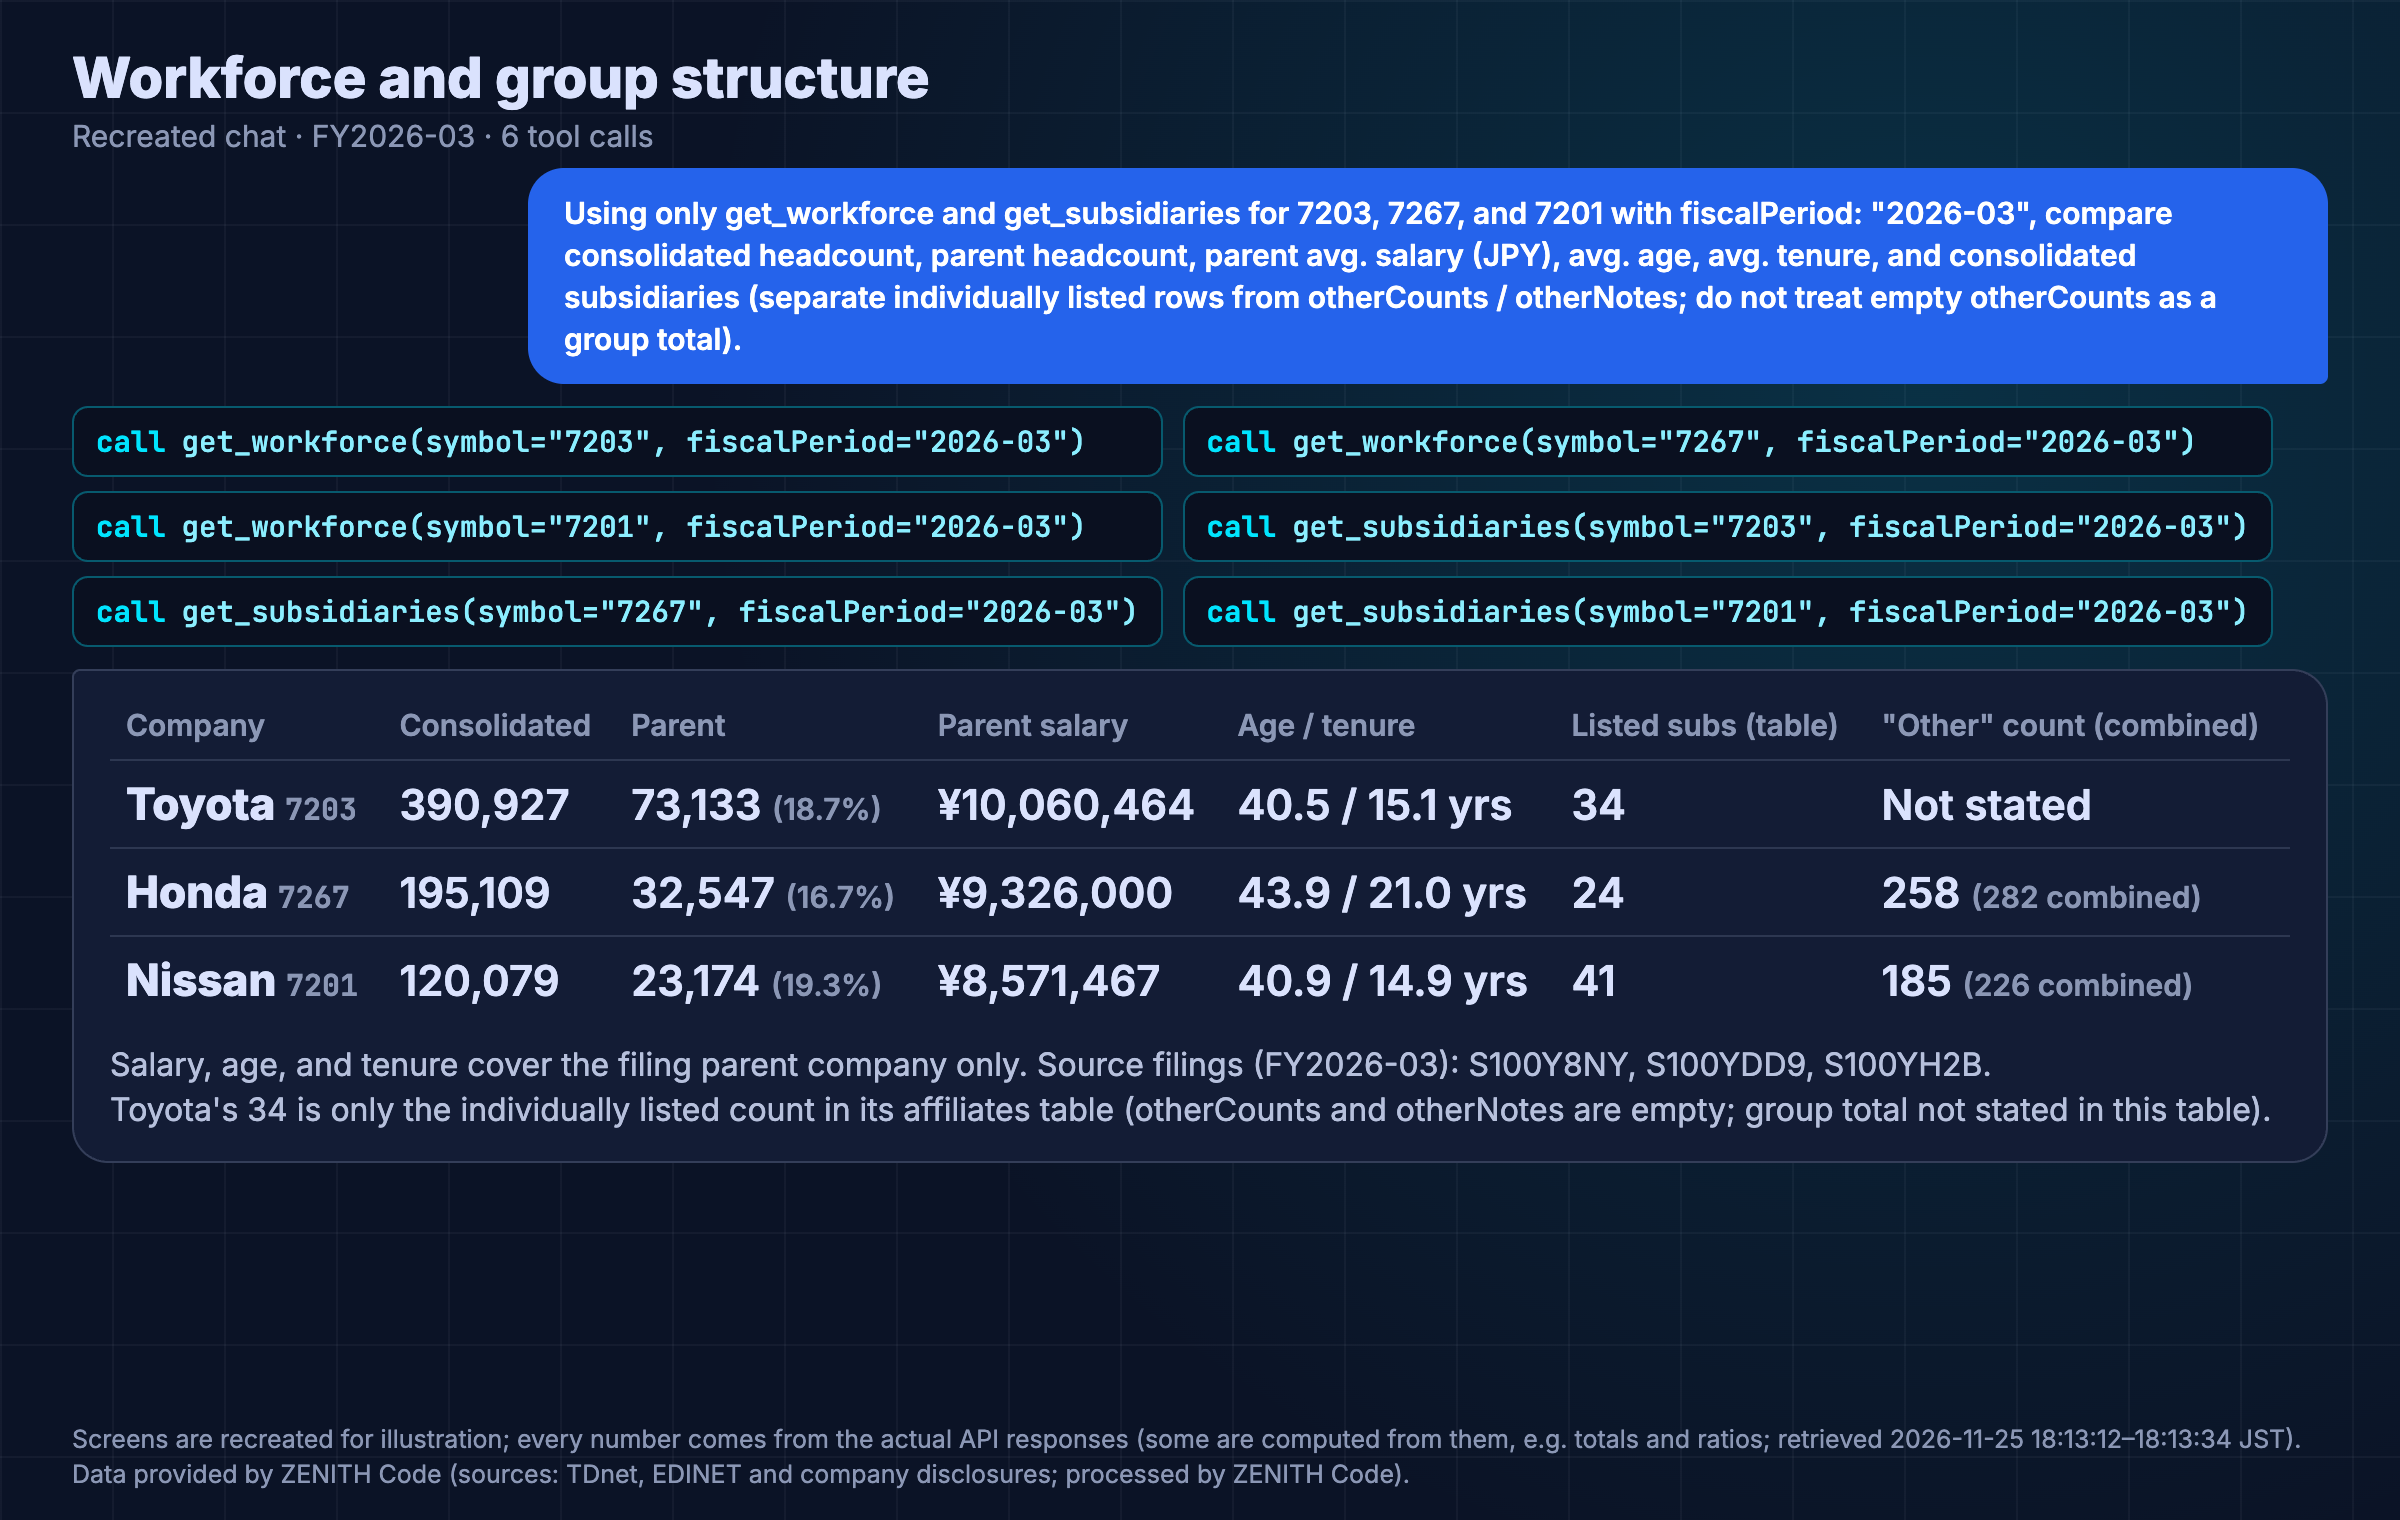 Workforce and group structure
Recreated chat · FY2026-03 · 6 tool calls
Using only get_workforce and get_subsidiaries for 7203, 7267, and 7201 with fiscalPeriod: "2026-03", compare
consolidated headcount, parent headcount, parent avg. salary (JPY), avg. age, avg. tenure, and consolidated
subsidiaries (separate individually listed rows from otherCounts / otherNotes; do not treat empty otherCounts as a
group total).
call get_workforce(symbol="7203", fiscalPeriod="2026-03")
call get_workforce(symbol="7267", fiscalPeriod="2026-03")
call get_workforce(symbol="7201", fiscalPeriod="2026-03")
call get_subsidiaries(symbol="7203", fiscalPeriod="2026-03")
call get_subsidiaries(symbol="7267", fiscalPeriod="2026-03")
call get_subsidiaries(symbol="7201", fiscalPeriod="2026-03")
Company Consolidated Parent Parent salary Age / tenure Listed subs (table) "Other" count (combined)
Toyota 7203 390,927 73,133 (18.7%) ¥10,060,464 40.5 / 15.1 yrs 34 Not stated
Honda 7267 195,109 32,547 (16.7%) ¥9,326,000 43.9 / 21.0 yrs 24 258 (282 combined)
Nissan 7201 120,079 23,174 (19.3%) ¥8,571,467 40.9 / 14.9 yrs 41 185 (226 combined)
Salary, age, and tenure cover the filing parent company only. Source filings (FY2026-03): S100Y8NY, S100YDD9, S100YH2B.
Toyota's 34 is only the individually listed count in its affiliates table (otherCounts and otherNotes are empty; group total not stated in this table).
Screens are recreated for illustration; every number comes from the actual API responses (some are computed from them, e.g. totals and ratios; retrieved 2026-11-25 18:13:12–18:13:34 JST).
Data provided by ZENITH Code (sources: TDnet, EDINET and company disclosures; processed by ZENITH Code).